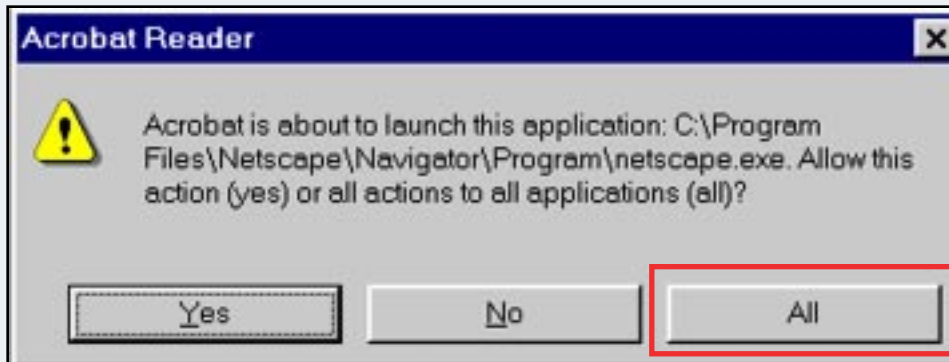 Acrobat Reader
Acrobat is about to launch this application: C:\Program
Files\Netscape\Navigator\Program\netscape.exe. Allow this
action (yes) or all actions to all applications (all)?
Yes No All